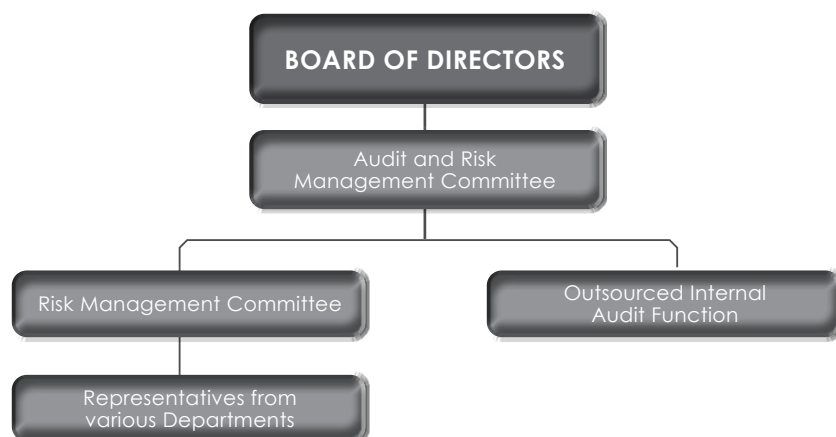 BOARD OF DIRECTORS
Audit and Risk
Management Committee
Risk Management Committee
Outsourced Internal
Audit Function
Representatives from
various Departments